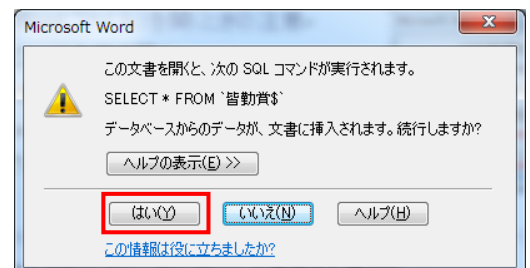 Microsoft Word
この文書を開くと、次の SQL コマンドが実行されます。
SELECT * FROM `皆勤賞$`
データベースからのデータが、文書に挿入されます。続行しますか?
ヘルプの表示(E) >>
はい(Y) いいえ(N) ヘルプ(H)
この情報は役に立ちましたか?